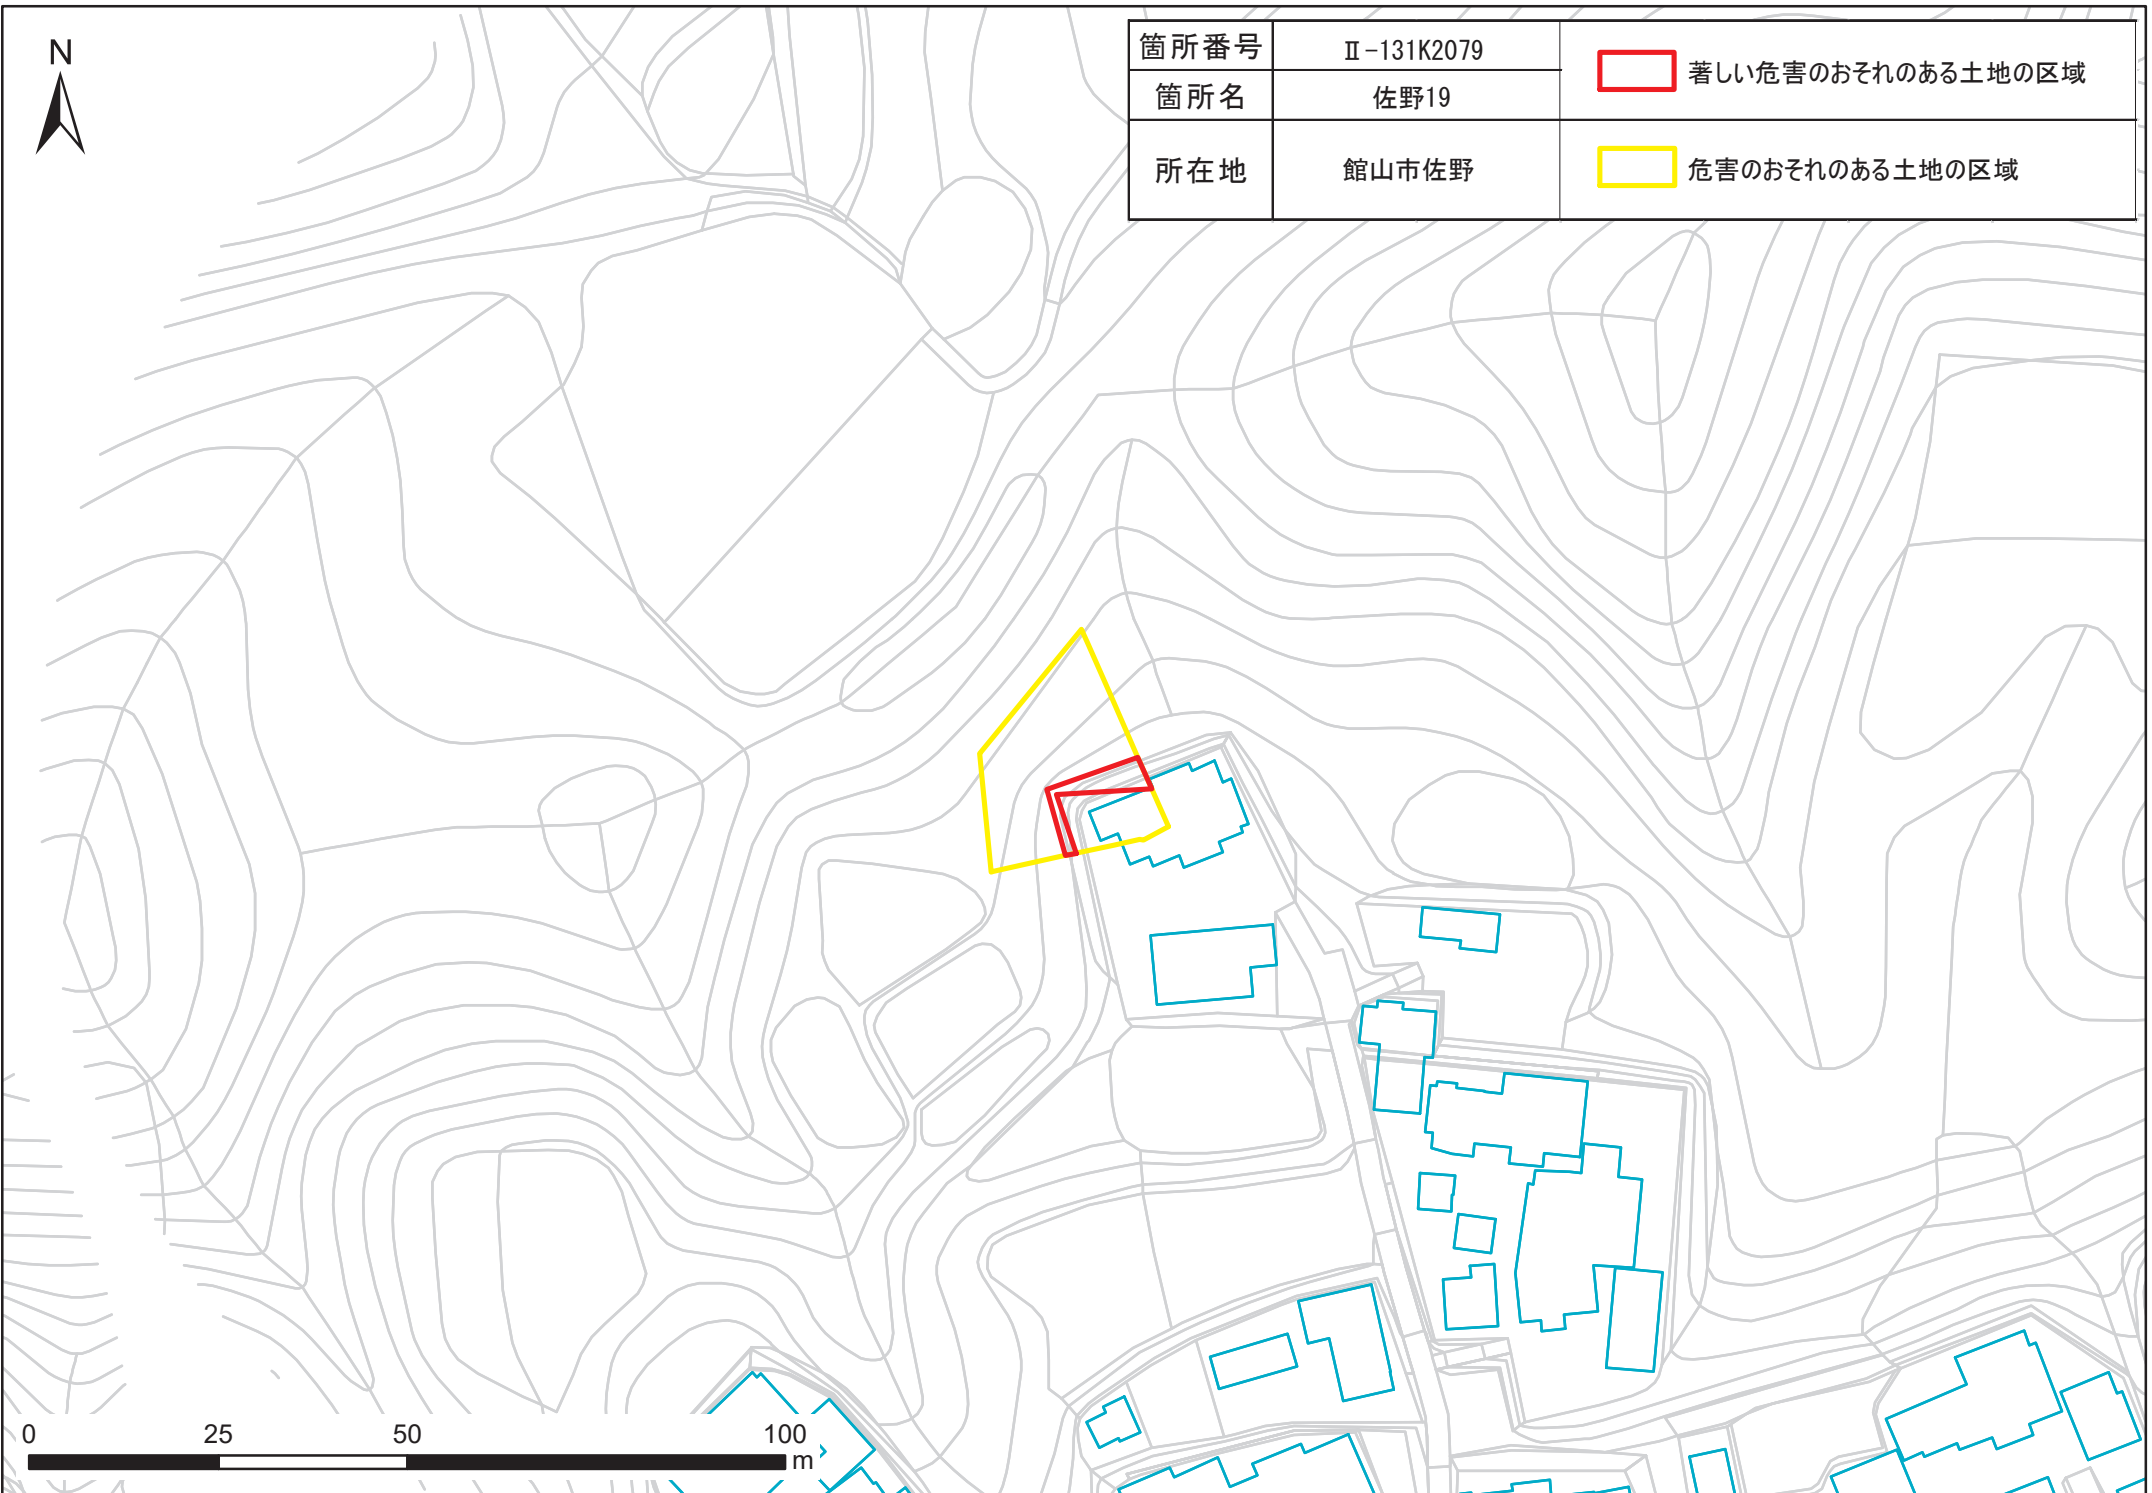 N
箇所番号 Ⅱ-131K2079
箇所名 佐野19
所在地 館山市佐野
著しい危害のおそれのある土地の区域
危害のおそれのある土地の区域
0 25 50 100
m